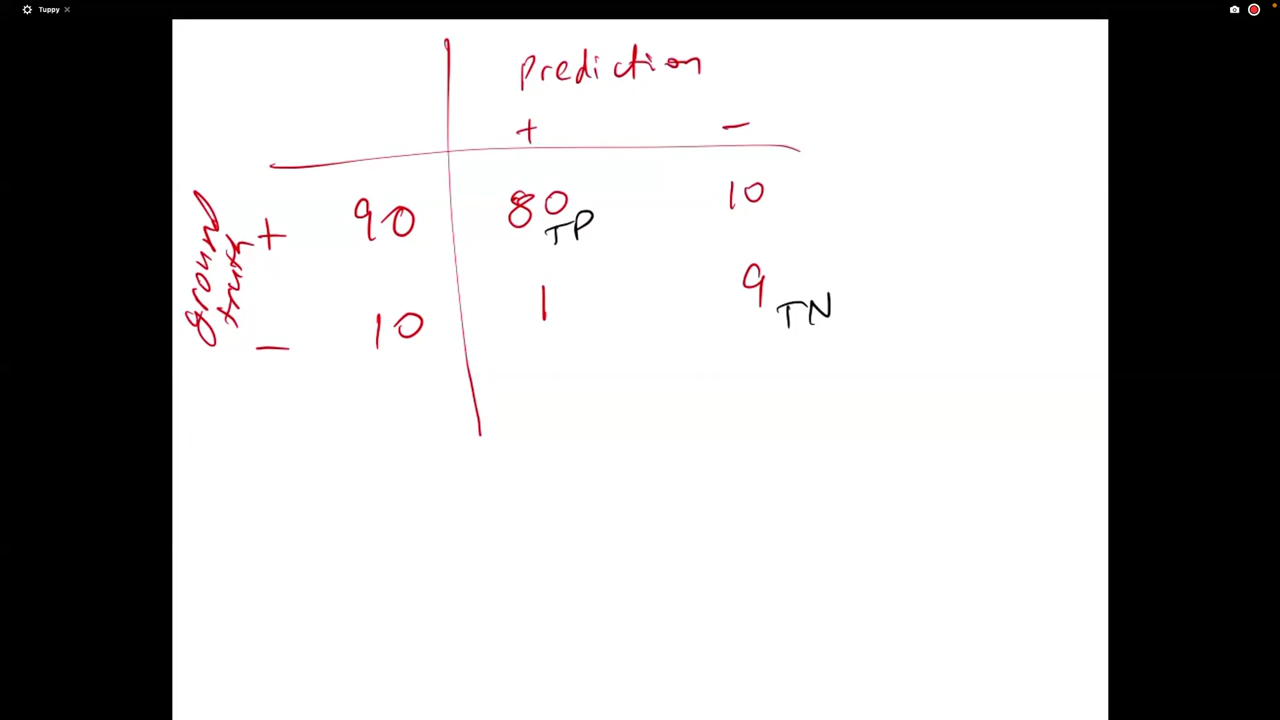 Tuppy ×
prediction
+ −
ground truth
+ 90 80 10
TP
− 10 1 9
TN